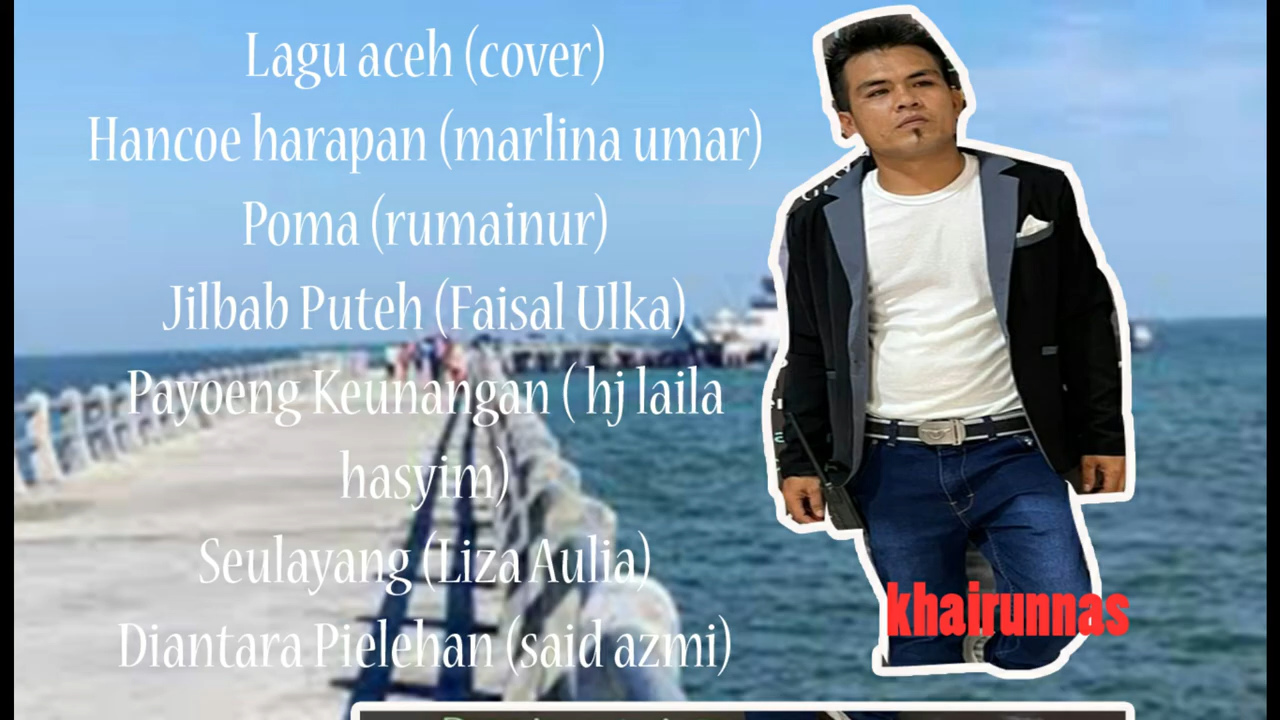 Lagu aceh (cover)
Hancoe harapan (marlina umar)
Poma (rumainur)
Jilbab Puteh (Faisal Ulka)
Payoeng Keunangan ( hj laila
hasyim)
Seulayang (Liza Aulia)
Diantara Pielehan (said azmi)
khairunnas